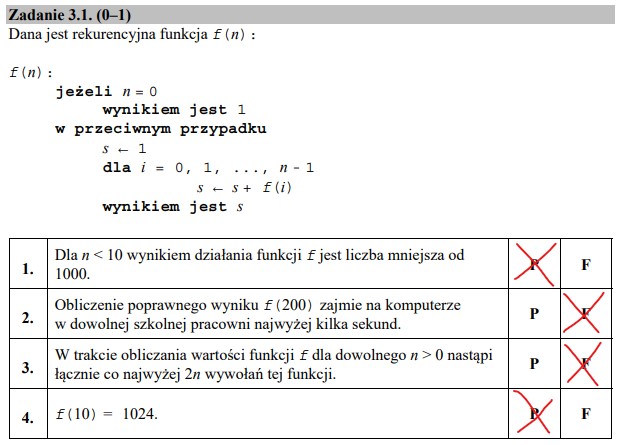 Zadanie 3.1. (0–1)
Dana jest rekurencyjna funkcja f(n):
f(n):
jeżeli n = 0
wynikiem jest 1
w przeciwnym przypadku
s ← 1
dla i = 0, 1, ..., n - 1
s ← s + f(i)
wynikiem jest s
1. Dla n < 10 wynikiem działania funkcji f jest liczba mniejsza od
1000. P F
2. Obliczenie poprawnego wyniku f(200) zajmie na komputerze
w dowolnej szkolnej pracowni najwyżej kilka sekund. P F
3. W trakcie obliczania wartości funkcji f dla dowolnego n > 0 nastąpi
łącznie co najwyżej 2n wywołań tej funkcji. P F
4. f(10) = 1024. P F